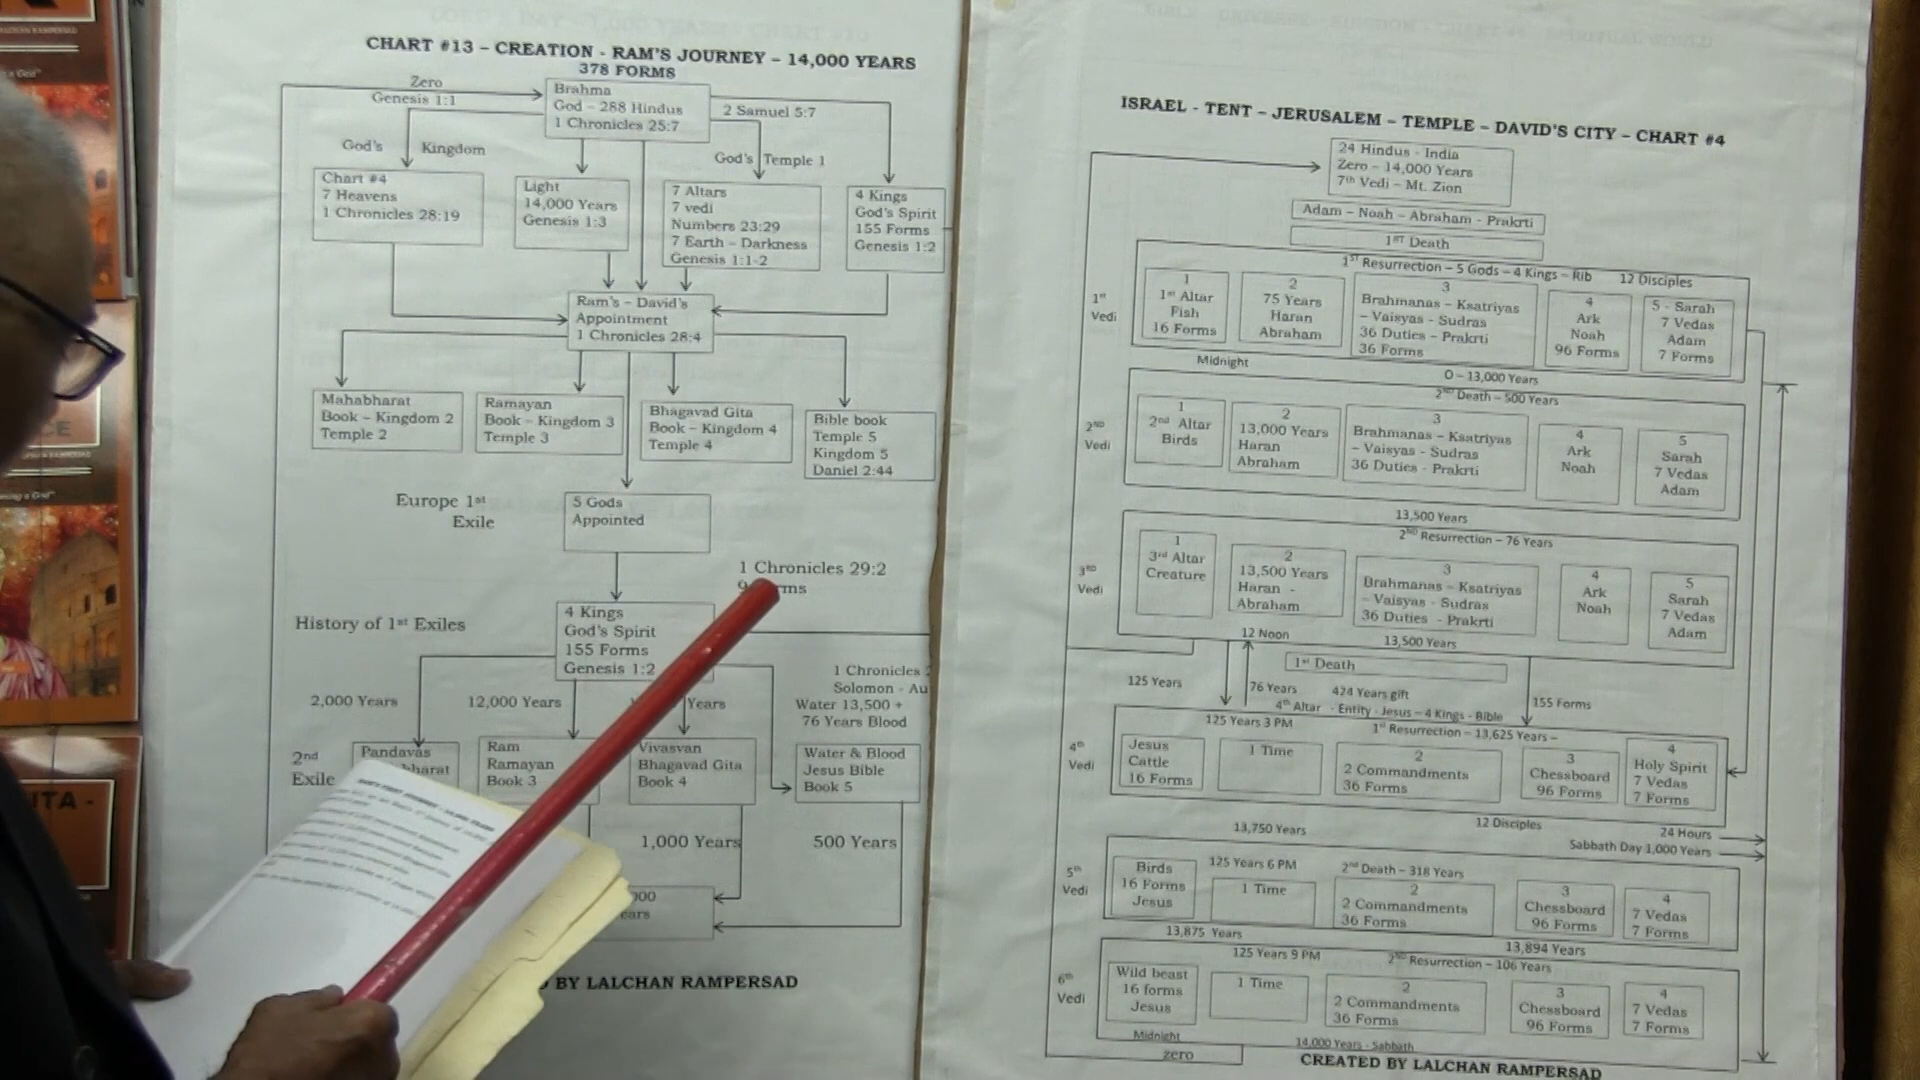 CHART #13 – CREATION - RAM'S JOURNEY – 14,000 YEARS
378 FORMS
Zero
Genesis 1:1
Brahma
God – 288 Hindus
1 Chronicles 25:7
2 Samuel 5:7
God's Kingdom
God's Temple 1
Chart #4
7 Heavens
1 Chronicles 28:19
Light
14,000 Years
Genesis 1:3
7 Altars
7 vedi
Numbers 23:29
7 Earth – Darkness
Genesis 1:1-2
4 Kings
God's Spirit
155 Forms
Genesis 1:2
Ram's – David's
Appointment
1 Chronicles 28:4
Mahabharat
Book – Kingdom 2
Temple 2
Ramayan
Book – Kingdom 3
Temple 3
Bhagavad Gita
Book – Kingdom 4
Temple 4
Bible book
Temple 5
Kingdom 5
Daniel 2:44
Europe 1st
Exile
5 Gods
Appointed
1 Chronicles 29:2
History of 1st Exiles
4 Kings
God's Spirit
155 Forms
Genesis 1:2
2,000 Years
12,000 Years
Years
1 Chronicles
Solomon -
Water 13,500 +
76 Years Blood
2nd
Exile
Pandavas
Ram
Ramayan
Book 3
Vivasvan
Bhagavad Gita
Book 4
Water & Blood
Jesus Bible
Book 5
1,000 Years
500 Years
BY LALCHAN RAMPERSAD
ISRAEL - TENT – JERUSALEM – TEMPLE – DAVID'S CITY – CHART #4
24 Hindus - India
Zero – 14,000 Years
7th Vedi – Mt. Zion
Adam – Noah – Abraham - Prakrti
1ST Death
1ST Resurrection – 5 Gods – 4 Kings – Rib
12 Disciples
1st
Vedi
1
1st Altar
Fish
16 Forms
2
75 Years
Haran
Abraham
3
Brahmanas – Ksatriyas
– Vaisyas - Sudras
36 Duties – Prakrti
36 Forms
4
Ark
Noah
96 Forms
5 - Sarah
7 Vedas
Adam
7 Forms
Midnight
O – 13,000 Years
2ND Death – 500 Years
2ND
Vedi
1
2nd Altar
Birds
2
13,000 Years
Haran
Abraham
3
Brahmanas – Ksatriyas
– Vaisyas - Sudras
36 Duties - Prakrti
4
Ark
Noah
5
Sarah
7 Vedas
Adam
13,500 Years
2ND Resurrection – 76 Years
3RD
Vedi
1
3rd Altar
Creature
2
13,500 Years
Haran -
Abraham
3
Brahmanas – Ksatriyas
– Vaisyas - Sudras
36 Duties - Prakrti
4
Ark
Noah
5
Sarah
7 Vedas
Adam
12 Noon
13,500 Years
1st Death
125 Years
76 Years
424 Years gift
155 Forms
4th Altar - Entity - Jesus – 4 Kings - Bible
125 Years 3 PM
1st Resurrection – 13,625 Years –
4th
Vedi
Jesus
Cattle
16 Forms
1 Time
2
2 Commandments
36 Forms
3
Chessboard
96 Forms
4
Holy Spirit
7 Vedas
7 Forms
12 Disciples
24 Hours
13,750 Years
Sabbath Day 1,000 Years
125 Years 6 PM
2nd Death – 318 Years
5th
Vedi
Birds
16 Forms
Jesus
1 Time
2
2 Commandments
36 Forms
3
Chessboard
96 Forms
4
7 Vedas
7 Forms
13,875 Years
13,894 Years
125 Years 9 PM
2ND Resurrection – 106 Years
6th
Vedi
Wild beast
16 forms
Jesus
1 Time
2
2 Commandments
36 Forms
3
Chessboard
96 Forms
4
7 Vedas
7 Forms
Midnight
14,000 Years - Sabbath
zero
CREATED BY LALCHAN RAMPERSAD